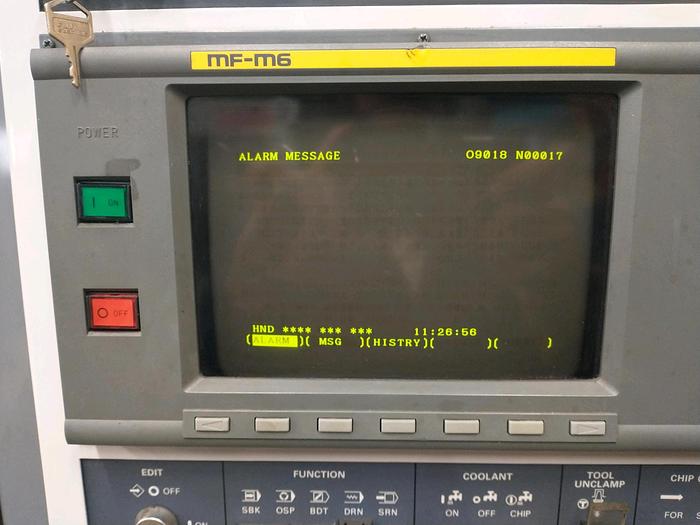 MF-M6
POWER
ALARM MESSAGE O9018 N00017
I ON
O OFF
HND **** *** *** 11:26:56
(ALARM )( MSG )(HISTRY)( )( )
EDIT FUNCTION COOLANT TOOL UNCLAMP CHIP
OFF SBK OSP BDT DRN SRN ON OFF CHIP FOR
ON